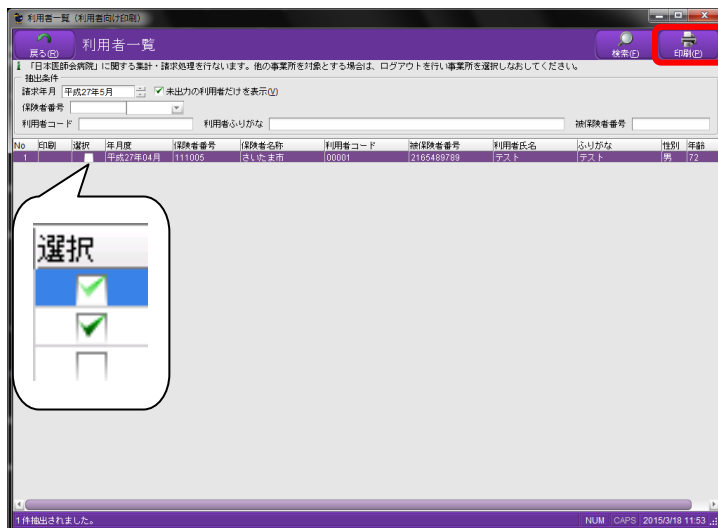 利用者一覧（利用者向け印刷）
戻る(R) 利用者一覧 検索(F) 印刷(P)
「日本医師会病院」に関する集計・請求処理を行ないます。他の事業所を対象とする場合は、ログアウトを行い事業所を選択しなおしてください。
抽出条件
請求年月 平成27年5月 未出力の利用者だけを表示(V)
保険者番号
利用者コード 利用者ふりがな 被保険者番号
No 印刷 選択 年月度 保険者番号 保険者名称 利用者コード 被保険者番号 利用者氏名 ふりがな 性別 年齢
1 平成27年04月 111005 さいたま市 00001 2165489789 テスト テスト 男 72
選択
1件抽出されました。 NUM CAPS 2015/3/18 11:53